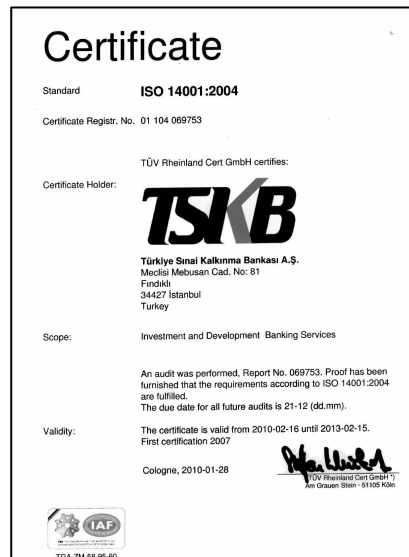 Certificate
Standard ISO 14001:2004
Certificate Registr. No. 01 104 069753
TÜV Rheinland Cert GmbH certifies:
Certificate Holder:
TSKB
Türkiye Sınai Kalkınma Bankası A.Ş.
Meclisi Mebusan Cad. No: 81
Fındıklı
34427 İstanbul
Turkey
Scope: Investment and Development Banking Services
An audit was performed, Report No. 069753. Proof has been
furnished that the requirements according to ISO 14001:2004
are fulfilled.
The due date for all future audits is 21-12 (dd.mm).
Validity: The certificate is valid from 2010-02-16 until 2013-02-15.
First certification 2007
Cologne, 2010-01-28
TÜV Rheinland Cert GmbH *)
Am Grauen Stein - 51105 Köln
IAF
TGA-ZM-58-95-60